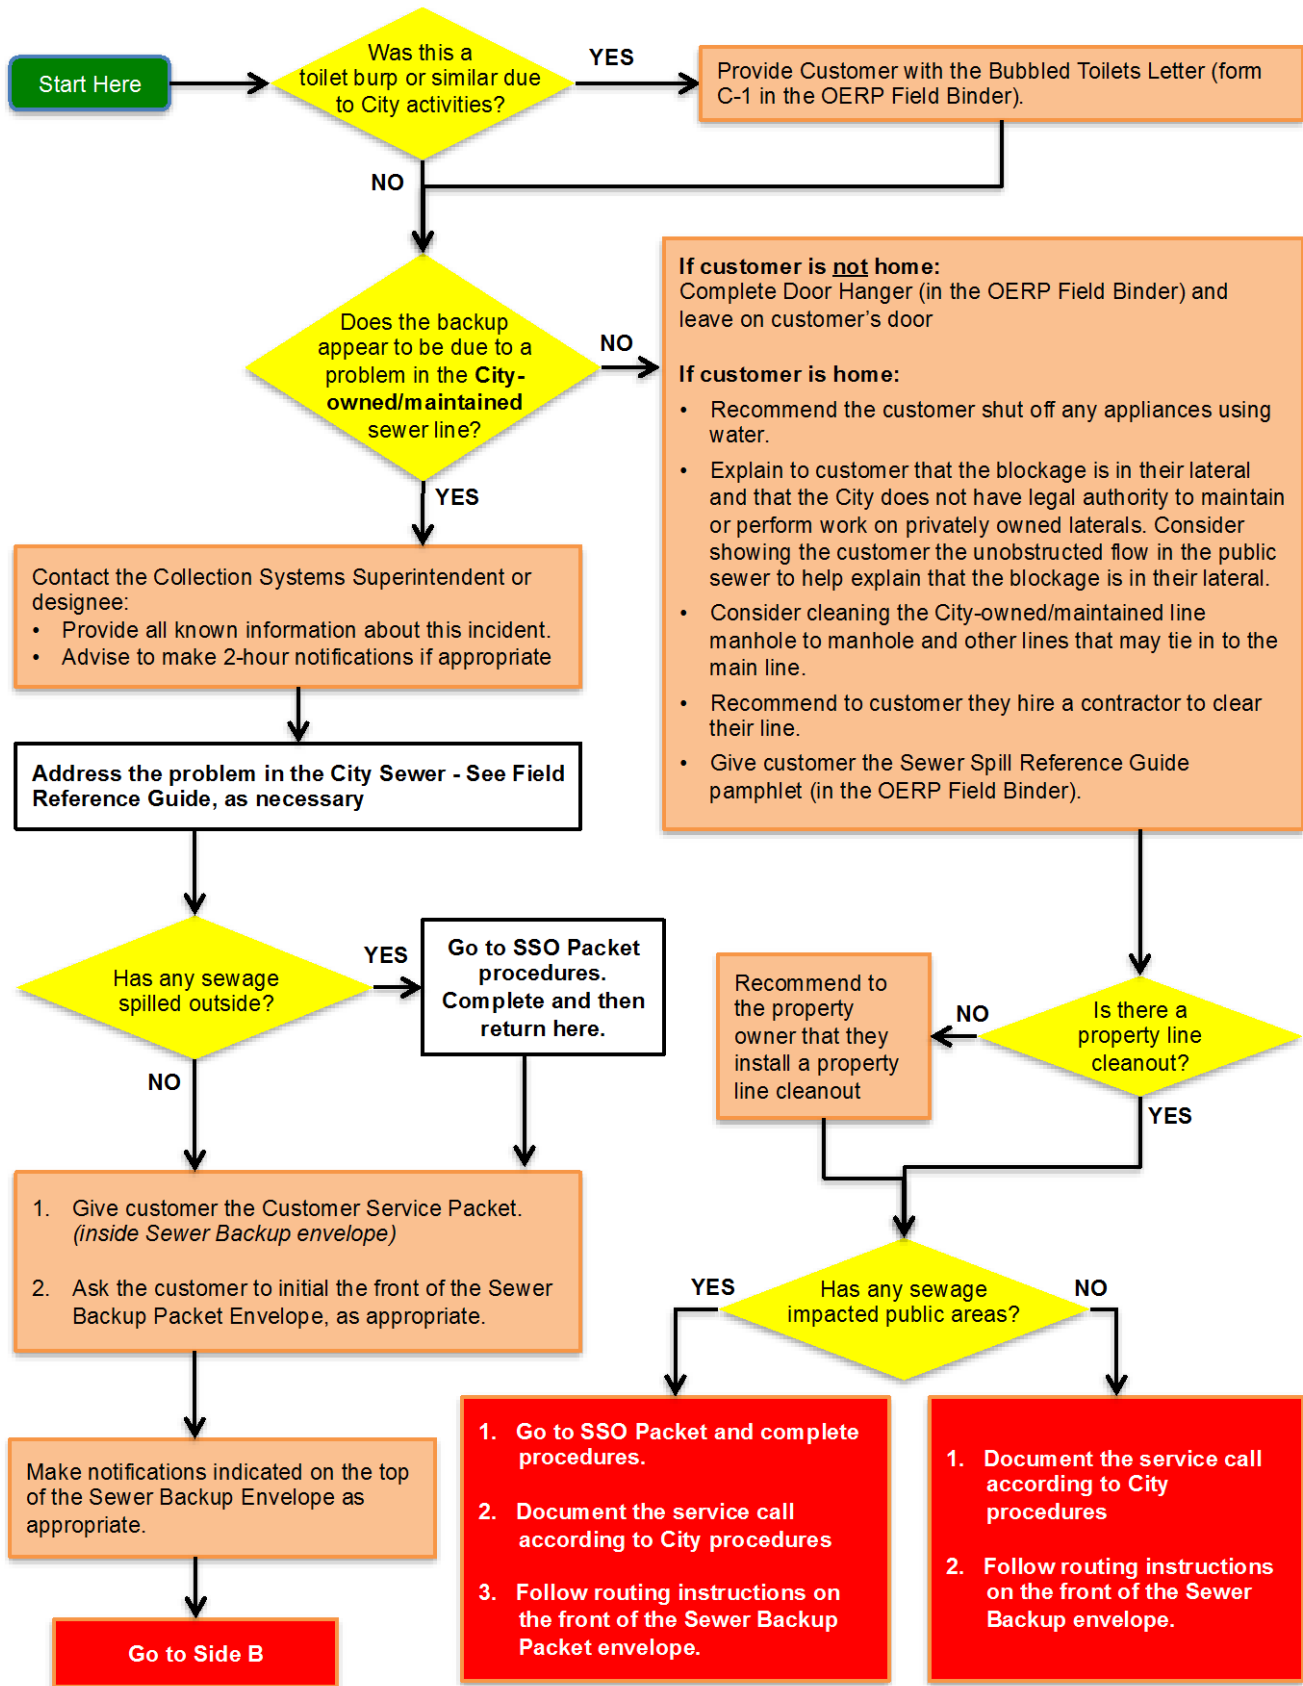 Start Here
Was this a
toilet burp or similar due
to City activities?
YES
Provide Customer with the Bubbled Toilets Letter (form
C-1 in the OERP Field Binder).
NO
Does the backup
appear to be due to a
problem in the City-
owned/maintained
sewer line?
NO
YES
If customer is not home:
Complete Door Hanger (in the OERP Field Binder) and
leave on customer's door
If customer is home:
• Recommend the customer shut off any appliances using
water.
• Explain to customer that the blockage is in their lateral
and that the City does not have legal authority to maintain
or perform work on privately owned laterals. Consider
showing the customer the unobstructed flow in the public
sewer to help explain that the blockage is in their lateral.
• Consider cleaning the City-owned/maintained line
manhole to manhole and other lines that may tie in to the
main line.
• Recommend to customer they hire a contractor to clear
their line.
• Give customer the Sewer Spill Reference Guide
pamphlet (in the OERP Field Binder).
Contact the Collection Systems Superintendent or
designee:
• Provide all known information about this incident.
• Advise to make 2-hour notifications if appropriate
Address the problem in the City Sewer - See Field
Reference Guide, as necessary
Has any sewage
spilled outside?
YES
Go to SSO Packet
procedures.
Complete and then
return here.
NO
Recommend to
the property
owner that they
install a property
line cleanout
NO
Is there a
property line
cleanout?
YES
1. Give customer the Customer Service Packet.
(inside Sewer Backup envelope)
2. Ask the customer to initial the front of the Sewer
Backup Packet Envelope, as appropriate.
YES
Has any sewage
impacted public areas?
NO
Make notifications indicated on the top
of the Sewer Backup Envelope as
appropriate.
Go to Side B
1. Go to SSO Packet and complete
procedures.
2. Document the service call
according to City procedures
3. Follow routing instructions on
the front of the Sewer Backup
Packet envelope.
1. Document the service call
according to City
procedures
2. Follow routing instructions
on the front of the Sewer
Backup envelope.